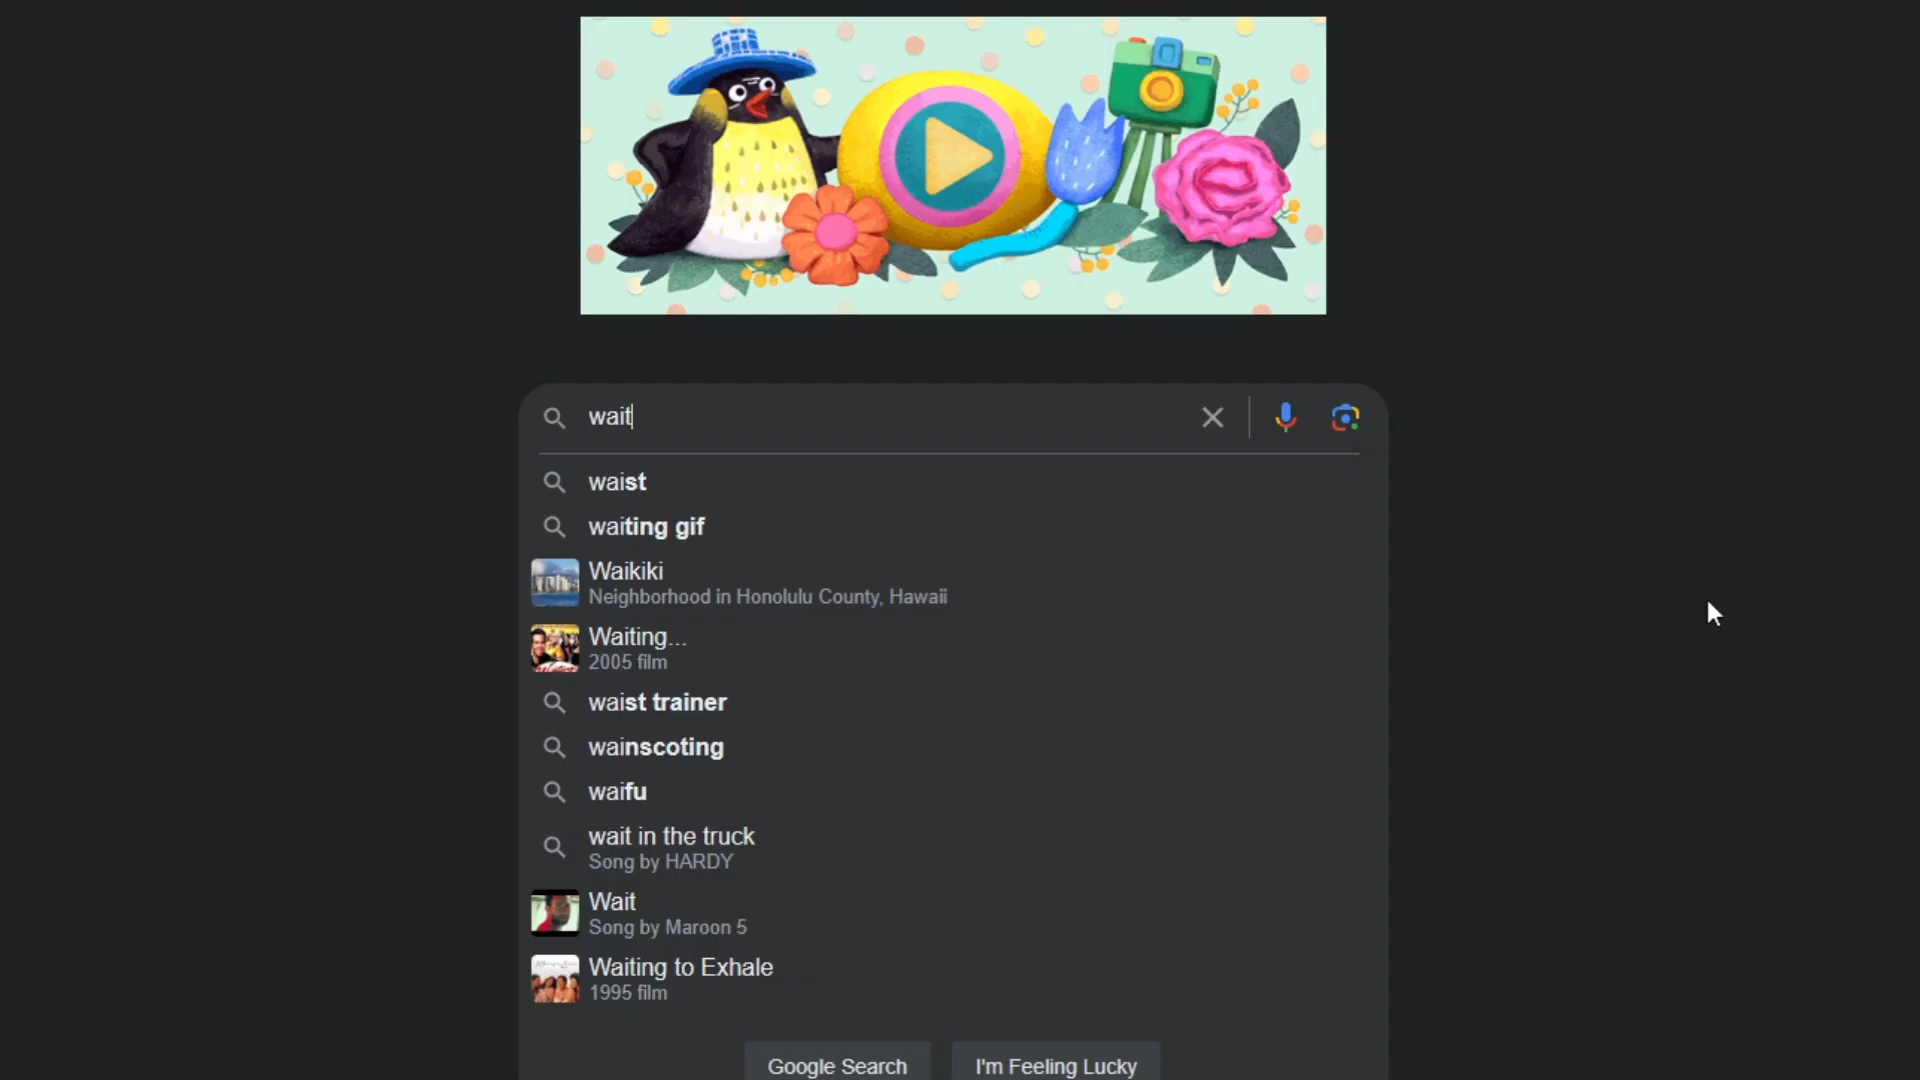 wait
waist
waiting gif
Waikiki
Neighborhood in Honolulu County, Hawaii
Waiting...
2005 film
waist trainer
wainscoting
waifu
wait in the truck
Song by HARDY
Wait
Song by Maroon 5
Waiting to Exhale
1995 film
Google Search
I'm Feeling Lucky